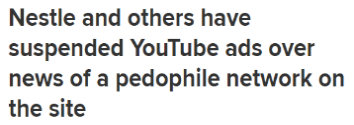 Nestle and others have
suspended YouTube ads over
news of a pedophile network on
the site